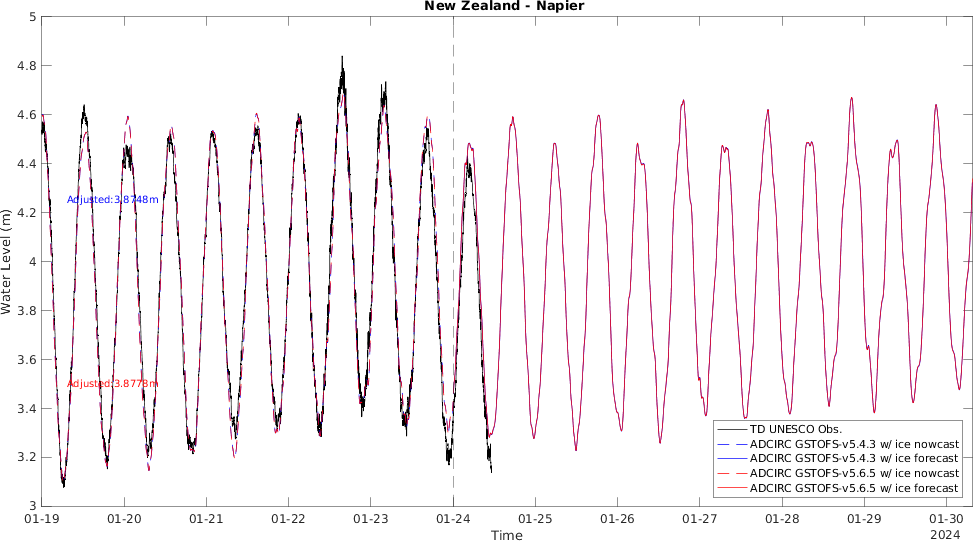 New Zealand - Napier
5
4.8
4.6
4.4
4.2
4
3.8
3.6
3.4
3.2
3
Water Level (m)
Adjusted:3.8748m
Adjusted:3.8778m
TD UNESCO Obs.
ADCIRC GSTOFS-v5.4.3 w/ ice nowcast
ADCIRC GSTOFS-v5.4.3 w/ ice forecast
ADCIRC GSTOFS-v5.6.5 w/ ice nowcast
ADCIRC GSTOFS-v5.6.5 w/ ice forecast
01-19 01-20 01-21 01-22 01-23 01-24 01-25 01-26 01-27 01-28 01-29 01-30
Time
2024